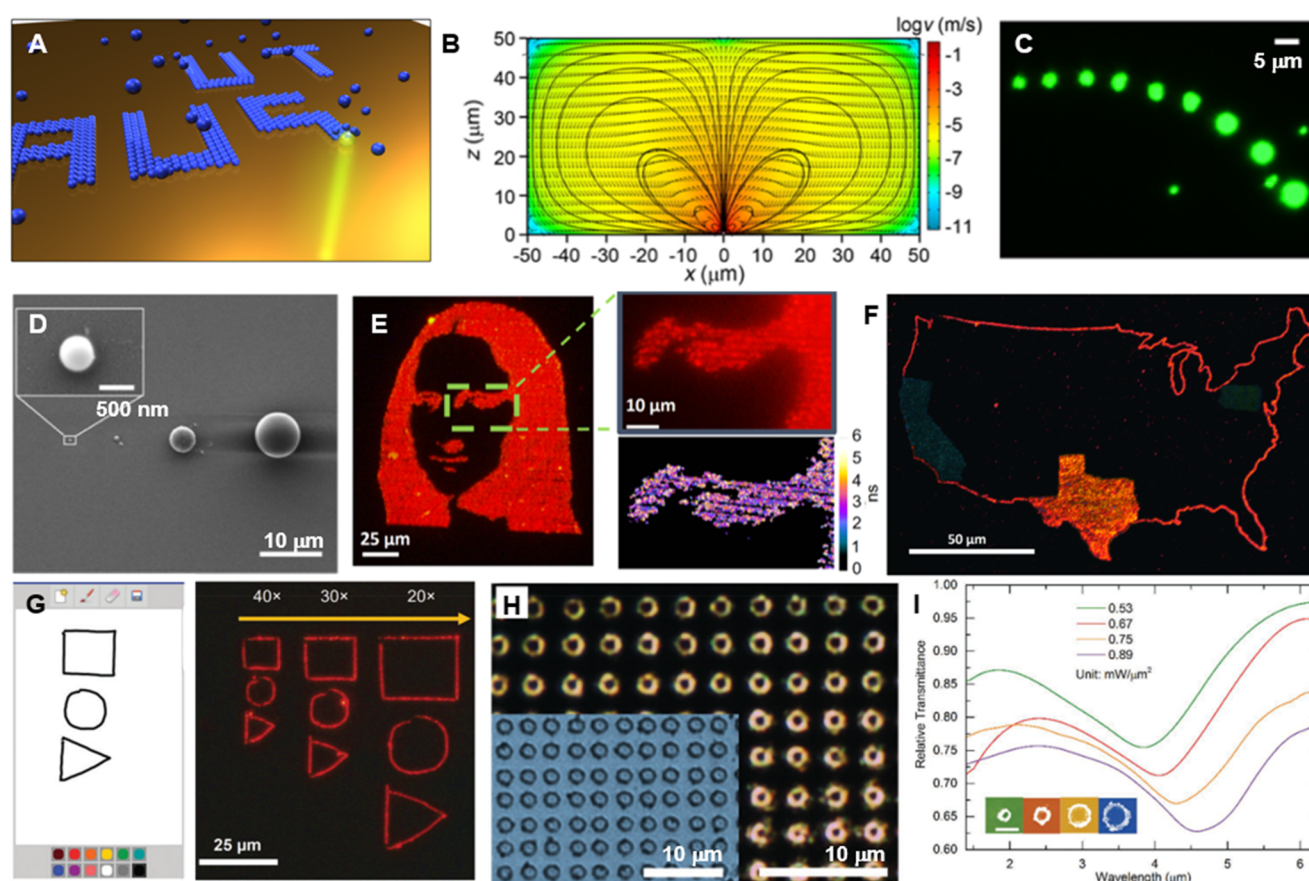 A
AUS
UT
B
logv (m/s)
50
40
30
20
10
0
z (μm)
-50 -40 -30 -20 -10 0 10 20 30 40 50
x (μm)
-1
-3
-5
-7
-9
-11
C
5 μm
D
500 nm
10 μm
E
25 μm
10 μm
6
5
4
3
2
1
0
ns
F
50 μm
G
40× 30× 20×
25 μm
H
10 μm
10 μm
I
1.00
0.95
0.90
0.85
0.80
0.75
0.70
0.65
0.60
Relative Transmittance
0.53
0.67
0.75
0.89
Unit: mW/μm²
2 3 4 5 6
Wavelength (μm)